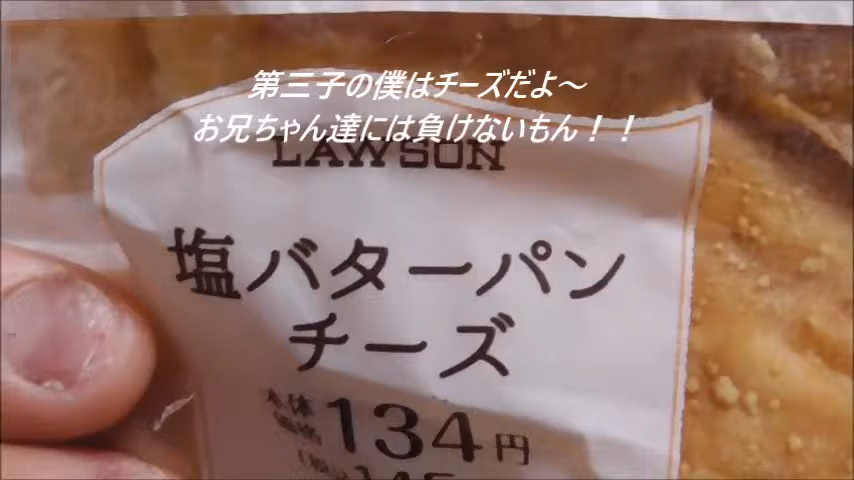 第三子の僕はチーズだよ～
お兄ちゃん達には負けないもん！！
LAWSON
塩バターパン
チーズ
本体
価格
134円